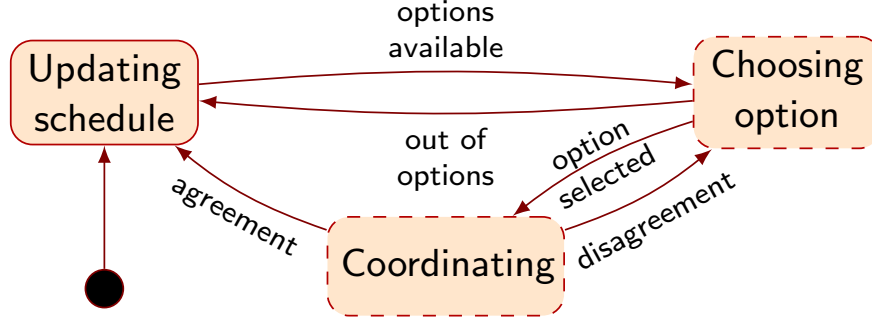 options
available
Updating
schedule
Choosing
option
out of
options
option
selected
agreement
disagreement
Coordinating